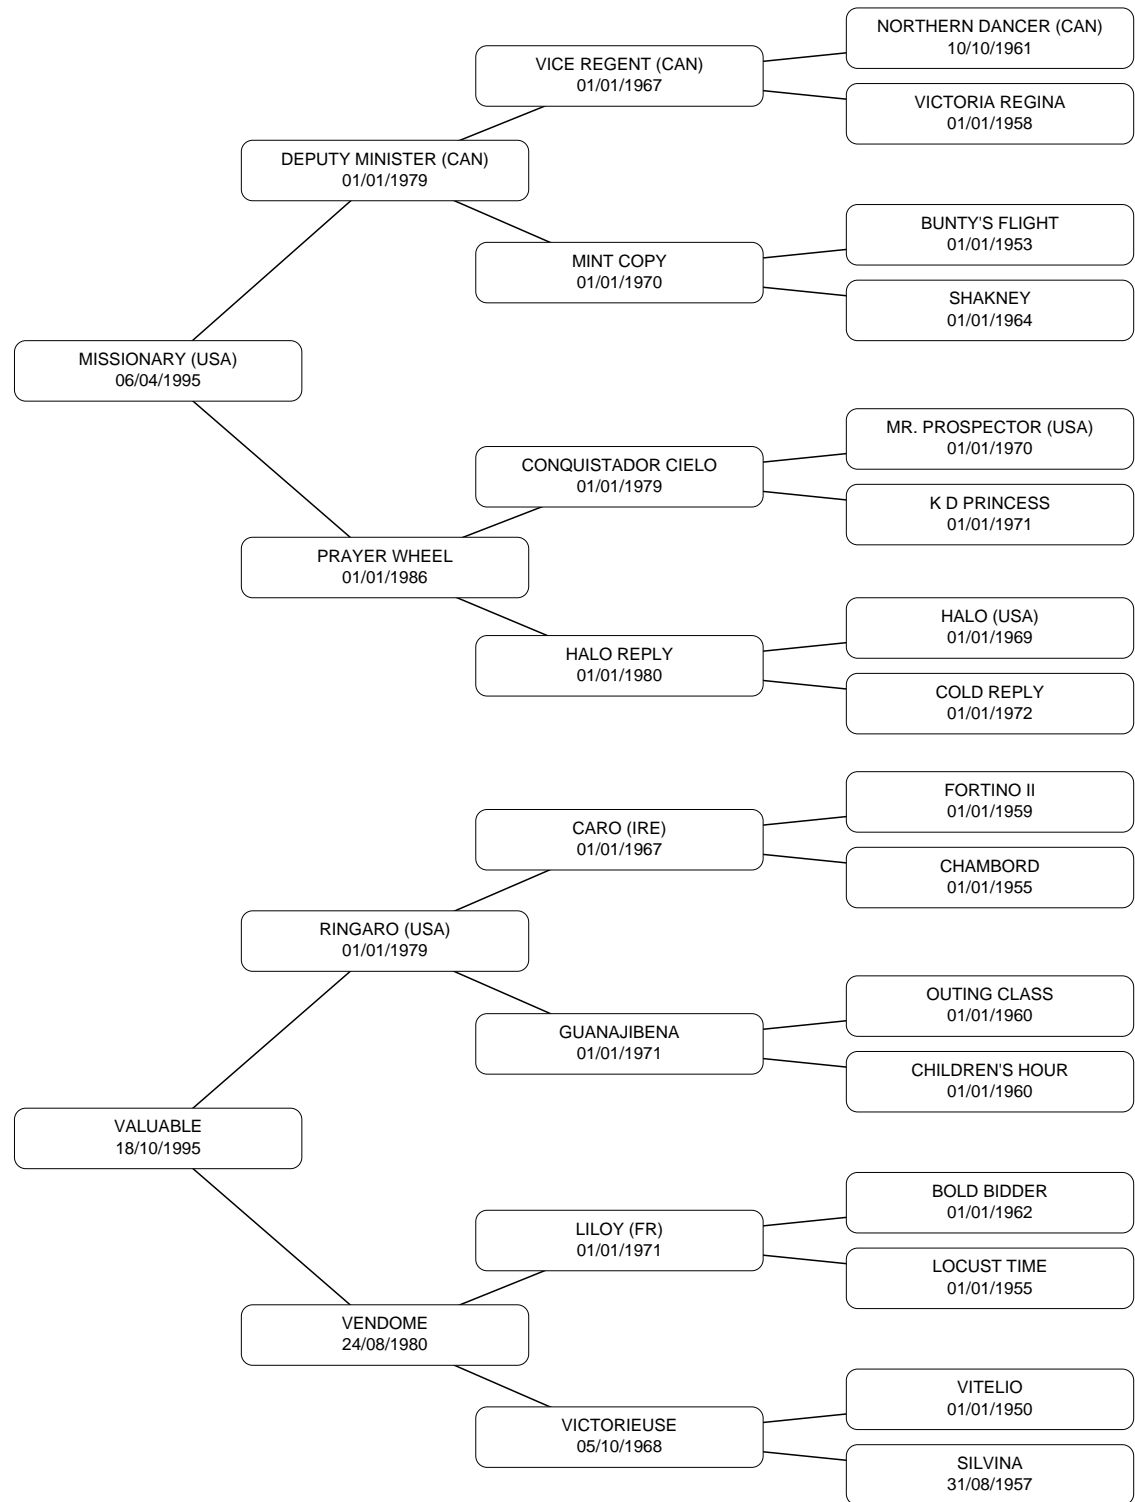 NORTHERN DANCER (CAN)
10/10/1961
VICE REGENT (CAN)
01/01/1967
VICTORIA REGINA
01/01/1958
DEPUTY MINISTER (CAN)
01/01/1979
BUNTY'S FLIGHT
01/01/1953
MINT COPY
01/01/1970
SHAKNEY
01/01/1964
MISSIONARY (USA)
06/04/1995
MR. PROSPECTOR (USA)
01/01/1970
CONQUISTADOR CIELO
01/01/1979
K D PRINCESS
01/01/1971
PRAYER WHEEL
01/01/1986
HALO (USA)
01/01/1969
HALO REPLY
01/01/1980
COLD REPLY
01/01/1972
FORTINO II
01/01/1959
CARO (IRE)
01/01/1967
CHAMBORD
01/01/1955
RINGARO (USA)
01/01/1979
OUTING CLASS
01/01/1960
GUANAJIBENA
01/01/1971
CHILDREN'S HOUR
01/01/1960
VALUABLE
18/10/1995
BOLD BIDDER
01/01/1962
LILOY (FR)
01/01/1971
LOCUST TIME
01/01/1955
VENDOME
24/08/1980
VITELIO
01/01/1950
VICTORIEUSE
05/10/1968
SILVINA
31/08/1957